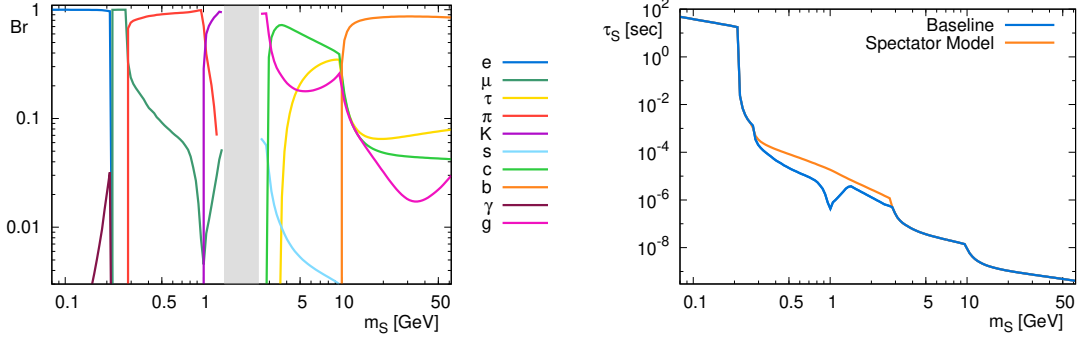 Br
1
0.1
0.01
0.1
0.5
1
5
10
50
m_S [GeV]
e
μ
τ
π
K
s
c
b
γ
g
τ_S [sec]
Baseline
Spectator Model
10^2
10^0
10^-2
10^-4
10^-6
10^-8
0.1
0.5
1
5
10
50
m_S [GeV]